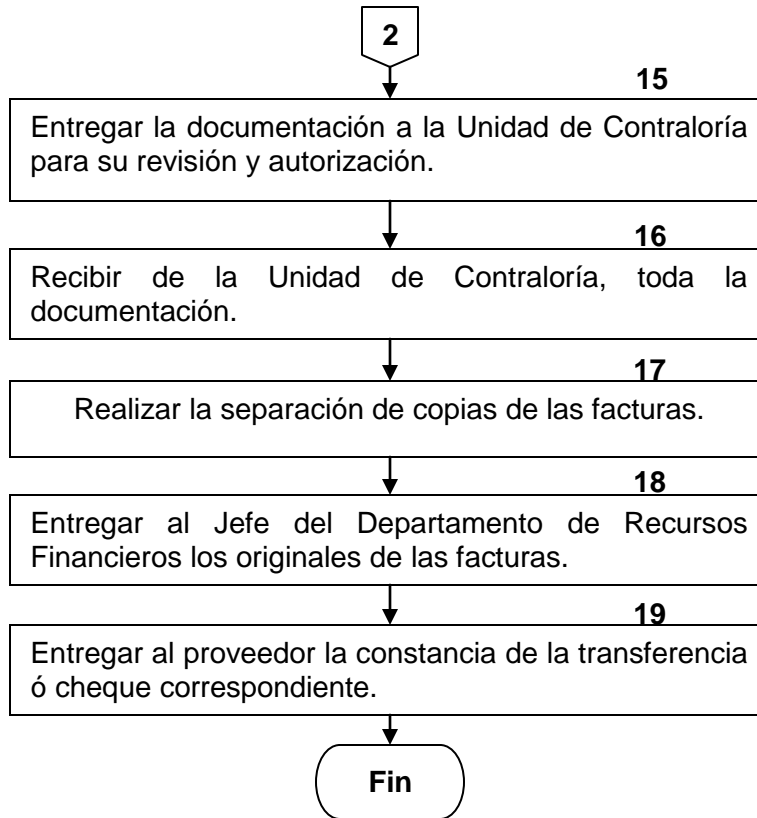 2
15
Entregar la documentación a la Unidad de Contraloría
para su revisión y autorización.
16
Recibir de la Unidad de Contraloría, toda la
documentación.
17
Realizar la separación de copias de las facturas.
18
Entregar al Jefe del Departamento de Recursos
Financieros los originales de las facturas.
19
Entregar al proveedor la constancia de la transferencia
ó cheque correspondiente.
Fin